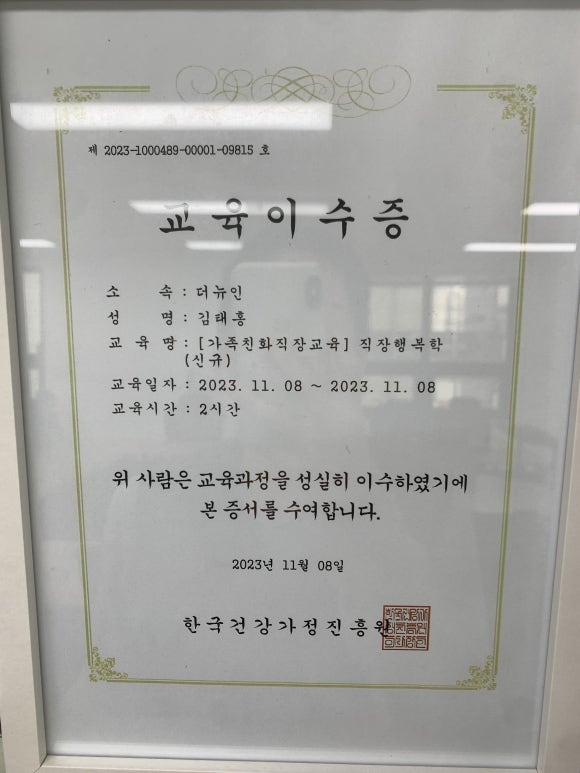 제 2023-1000489-00001-09815 호
교육이수증
소 속 : 더뉴인
성 명 : 김태흥
교 육 명 : [가족친화직장교육] 직장행복학
(신규)
교육일자 : 2023. 11. 08 ~ 2023. 11. 08
교육시간 : 2시간
위 사람은 교육과정을 성실히 이수하였기에
본 증서를 수여합니다.
2023년 11월 08일
한국건강가정진흥원